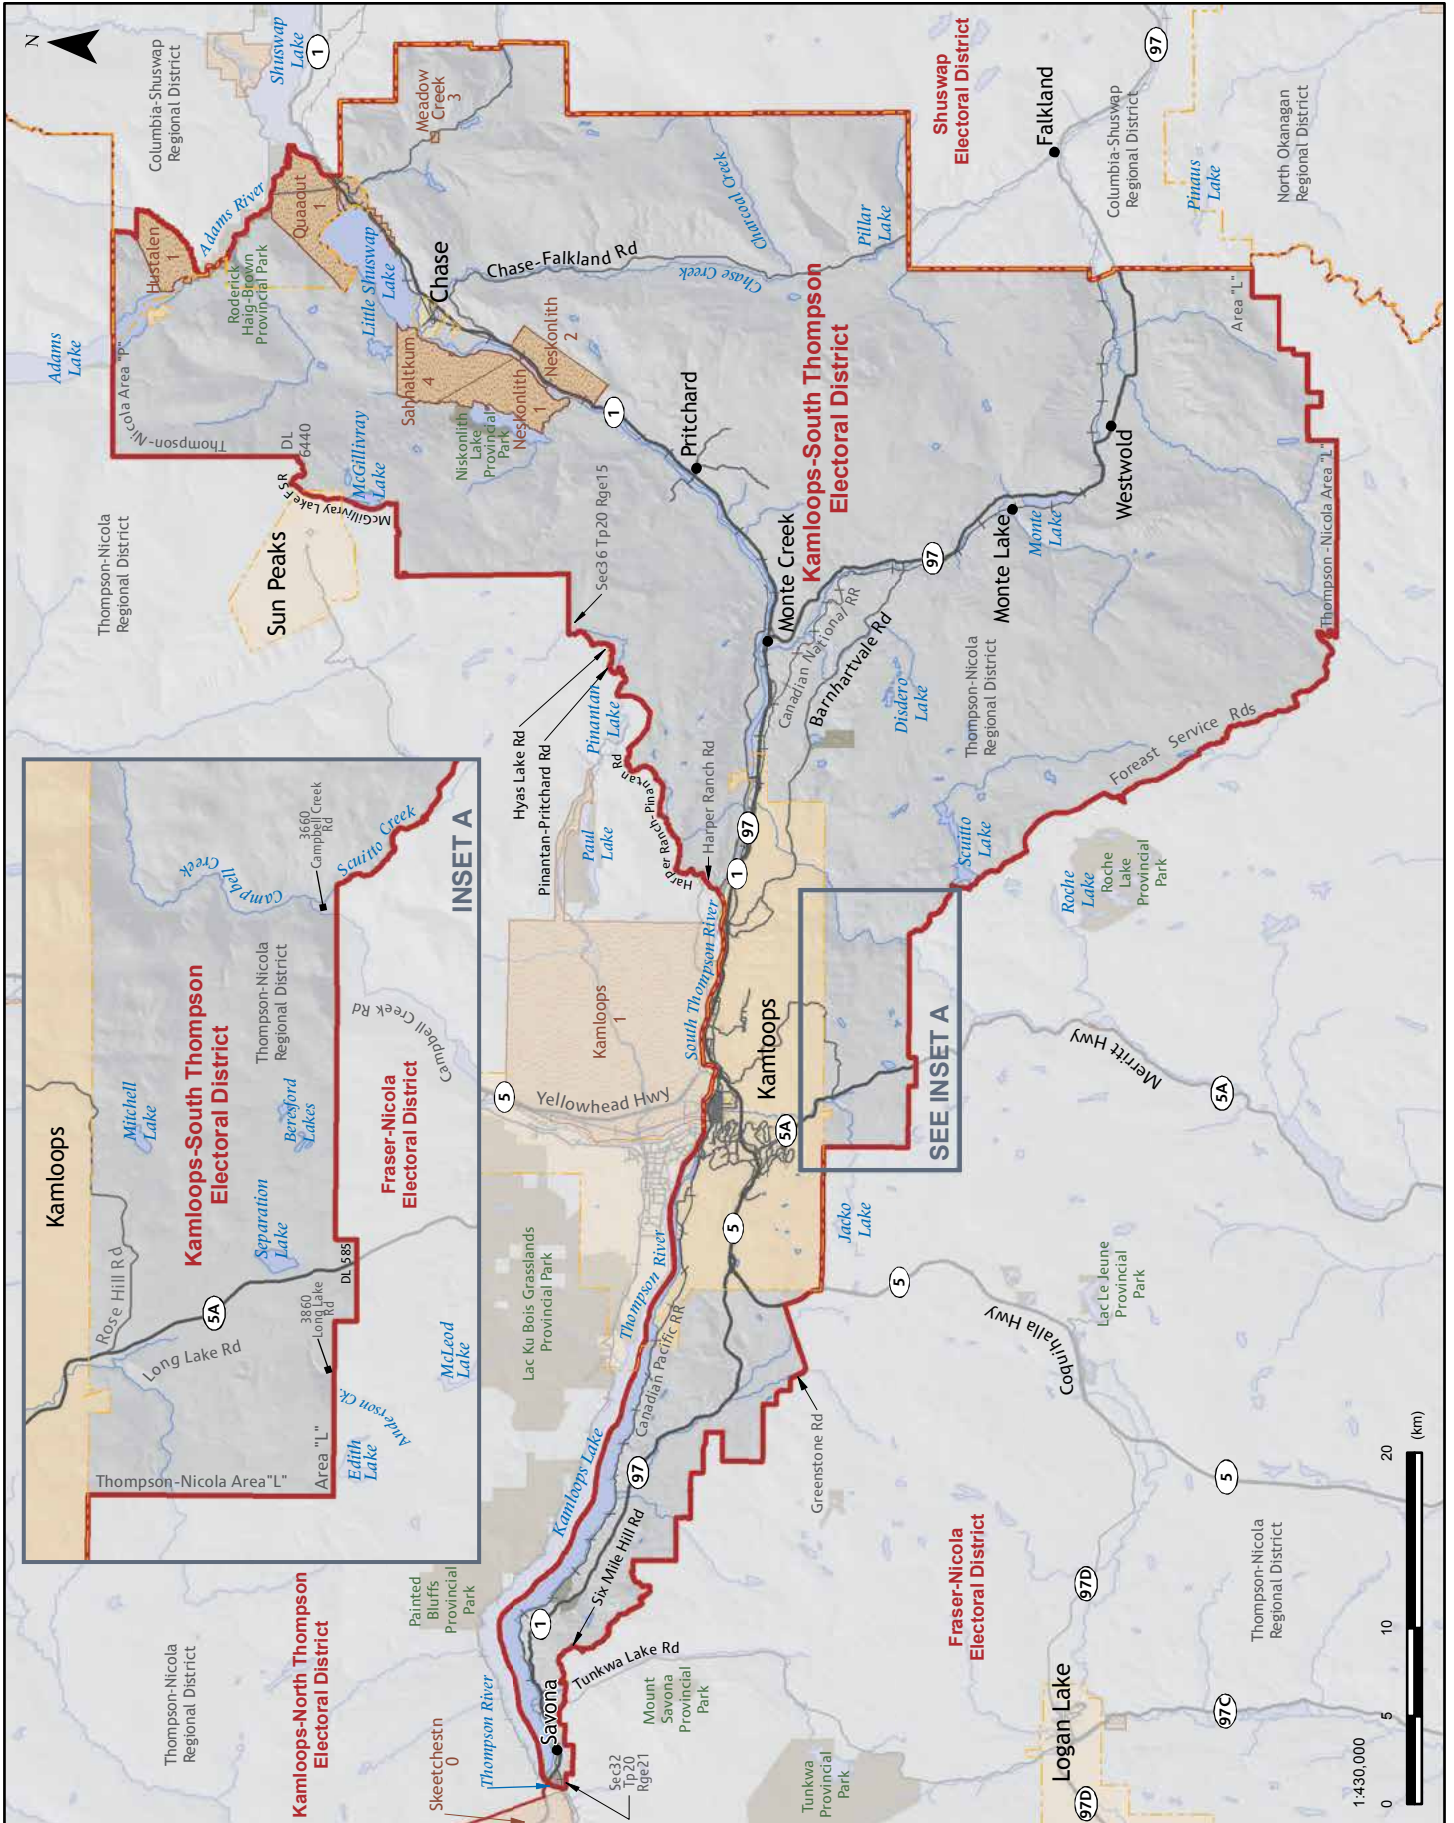 N
Columbia-Shuswap
Regional District
Shuswap
Lake
1
Adams
Lake
Hustalen
1
Adams River
Roderick
Haig-Brown
Provincial Park
Quaaout
1
Meadow
Creek
3
Little Shuswap
Lake
Chase
Chase-Falkland Rd
Chase Creek
Charcoal Creek
Pillar
Lake
Shuswap
Electoral District
Falkland
97
Columbia-Shuswap
Regional District
Pinaus
Lake
North Okanagan
Regional District
Thompson-Nicola Area "P"
DL
6440
McGillivray Lake FSR
McGillivray
Lake
Sahhaltkum
4
Niskonlith
Lake
Provincial
Park
Neskonlith
1
Neskonlith
2
1
Pritchard
Kamloops-South Thompson
Electoral District
Area "L"
Thompson-Nicola
Regional District
Sun Peaks
Sec36 Tp20 Rge15
Monte Creek
97
Monte Lake
Monte
Lake
Westwold
Thompson -Nicola Area "L"
Hyas Lake Rd
Pinantan-Pritchard Rd
Pinantan
Lake
Paul
Lake
Harper Ranch-Pinantan Rd
Harper Ranch Rd
Canadian National RR
Barnhartvale Rd
Disdero
Lake
Thompson-Nicola
Regional District
Foreast Service Rds
Scuitto
Lake
Roche
Lake
Roche
Lake
Provincial
Park
97
1
South Thompson River
Kamloops
1
5
Yellowhead Hwy
Kamloops
5A
SEE INSET A
Merritt Hwy
5A
Lac Ku Bois Grasslands
Provincial Park
Thompson River
5
Jacko
Lake
5
Coquihalla Hwy
Lac Le Jeune
Provincial
Park
Canadian Pacific RR
Kamloops Lake
97
Greenstone Rd
Six Mile Hill Rd
1
Painted
Bluffs
Provincial
Park
Thompson-Nicola
Regional District
Kamloops-North Thompson
Electoral District
Skeetchestn
0
Thompson River
Savona
Sec32
Tp20
Rge21
Tunkwa Lake Rd
Mount
Savona
Provincial
Park
Tunkwa
Provincial
Park
Fraser-Nicola
Electoral District
Logan Lake
97D
97D
97C
5
Thompson-Nicola
Regional District
1:430,000
0
5
10
20
(km)
INSET A
Kamloops
Rose Hill Rd
5A
Long Lake Rd
Mitchell
Lake
Kamloops-South Thompson
Electoral District
Thompson-Nicola
Regional District
Campbell
Creek
3660
Campbell Creek
Rd
Scuitto Creek
Separation
Lake
Beresford
Lakes
Thompson-Nicola Area"L"
Area "L"
3860
Long Lake
Rd
DL 585
Fraser-Nicola
Electoral District
Campbell Creek Rd
Edith
Lake
Anderson Ck.
McLeod
Lake